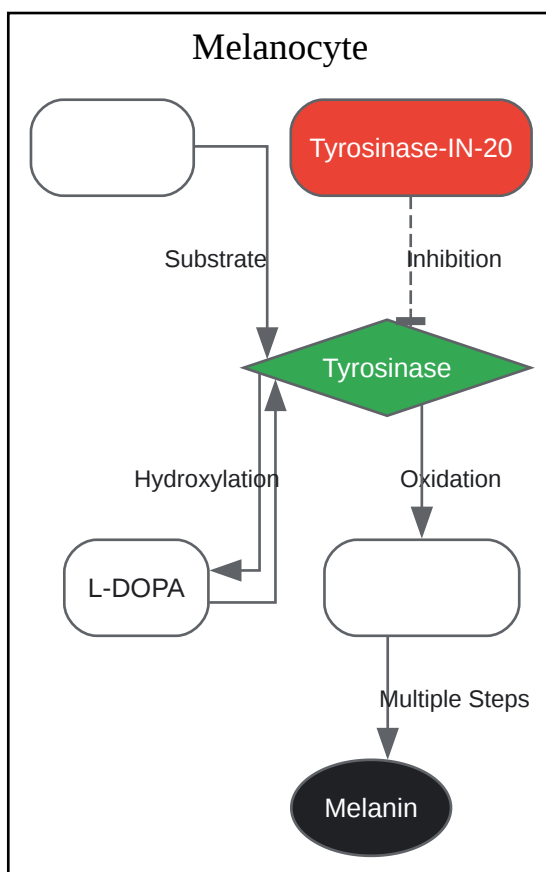 Melanocyte
Tyrosinase-IN-20
Substrate
Inhibition
Tyrosinase
Hydroxylation
Oxidation
L-DOPA
Multiple Steps
Melanin